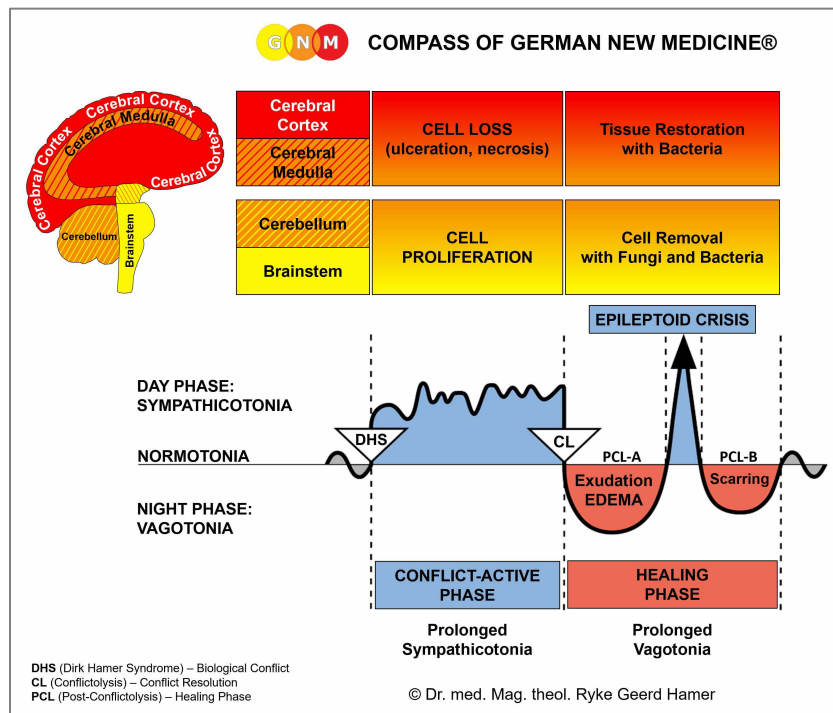 G N M
COMPASS OF GERMAN NEW MEDICINE®
Cerebral Cortex
Cerebral Medulla
Cerebral Cortex
Cerebral Cortex
Cerebellum
Brainstem
Cerebral
Cortex
Cerebral
Medulla
CELL LOSS
(ulceration, necrosis)
Tissue Restoration
with Bacteria
Cerebellum
Brainstem
CELL
PROLIFERATION
Cell Removal
with Fungi and Bacteria
EPILEPTOID CRISIS
DAY PHASE:
SYMPATHICOTONIA
DHS
CL
NORMOTONIA
PCL-A
PCL-B
Exudation
EDEMA
Scarring
NIGHT PHASE:
VAGOTONIA
CONFLICT-ACTIVE
PHASE
HEALING
PHASE
Prolonged
Sympathicotonia
Prolonged
Vagotonia
DHS (Dirk Hamer Syndrome) – Biological Conflict
CL (Conflictolysis) – Conflict Resolution
PCL (Post-Conflictolysis) – Healing Phase
© Dr. med. Mag. theol. Ryke Geerd Hamer